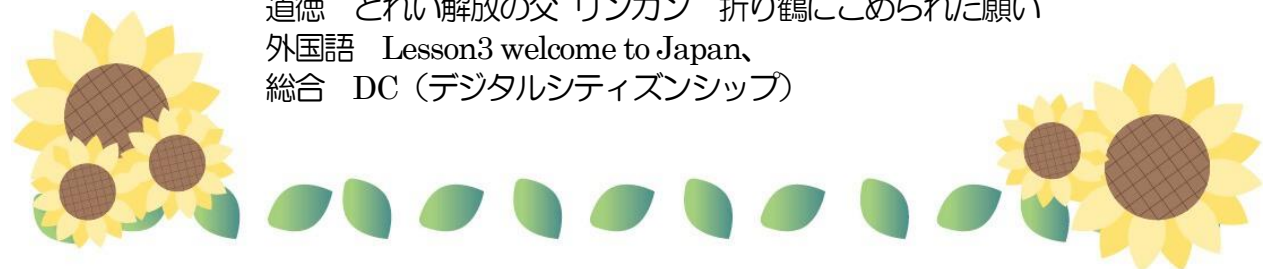 道徳　どれい解放の父 リンカン　折り鶴にこめられた願い
外国語　Lesson3 welcome to Japan、
総合　DC（デジタルシティズンシップ）